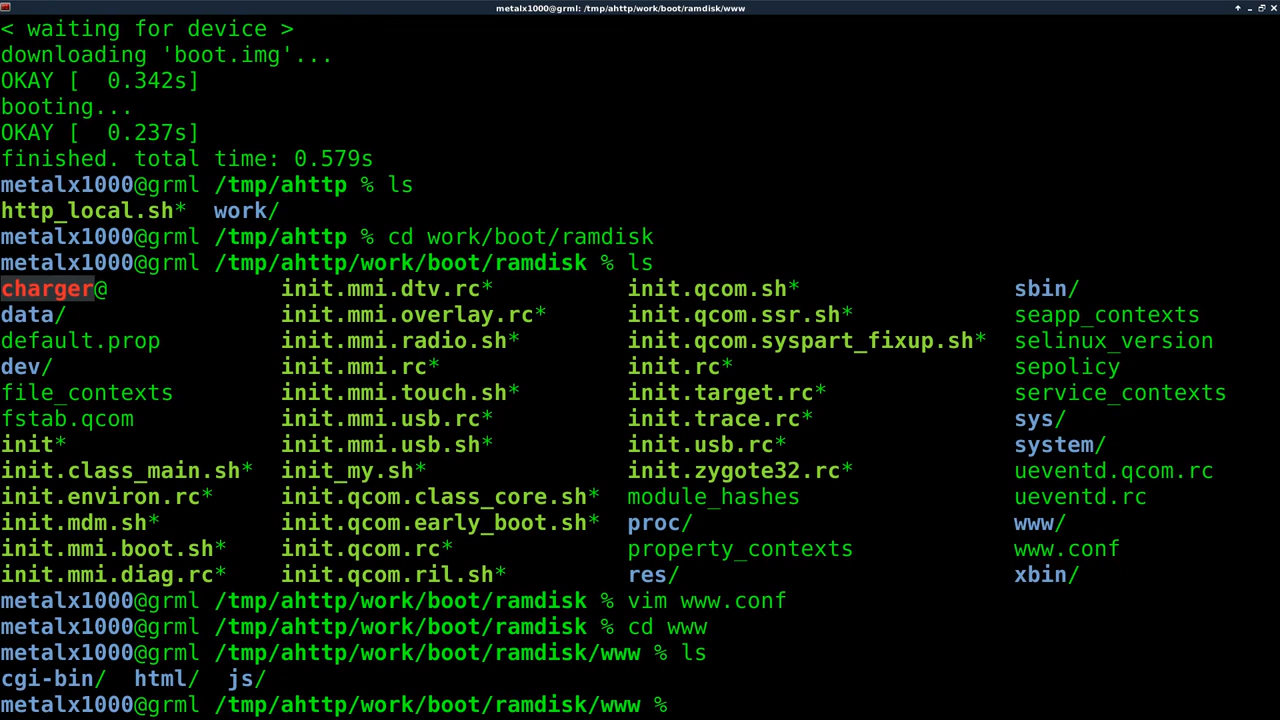 metalx1000@grml: /tmp/ahttp/work/boot/ramdisk/www
< waiting for device >
downloading 'boot.img'...
OKAY [  0.342s]
booting...
OKAY [  0.237s]
finished. total time: 0.579s
metalx1000@grml /tmp/ahttp % ls
http_local.sh*  work/
metalx1000@grml /tmp/ahttp % cd work/boot/ramdisk
metalx1000@grml /tmp/ahttp/work/boot/ramdisk % ls
charger@ init.mmi.dtv.rc* init.qcom.sh* sbin/
data/ init.mmi.overlay.rc* init.qcom.ssr.sh* seapp_contexts
default.prop init.mmi.radio.sh* init.qcom.syspart_fixup.sh* selinux_version
dev/ init.mmi.rc* init.rc* sepolicy
file_contexts init.mmi.touch.sh* init.target.rc* service_contexts
fstab.qcom init.mmi.usb.rc* init.trace.rc* sys/
init* init.mmi.usb.sh* init.usb.rc* system/
init.class_main.sh* init_my.sh* init.zygote32.rc* ueventd.qcom.rc
init.environ.rc* init.qcom.class_core.sh* module_hashes ueventd.rc
init.mdm.sh* init.qcom.early_boot.sh* proc/ www/
init.mmi.boot.sh* init.qcom.rc* property_contexts www.conf
init.mmi.diag.rc* init.qcom.ril.sh* res/ xbin/
metalx1000@grml /tmp/ahttp/work/boot/ramdisk % vim www.conf
metalx1000@grml /tmp/ahttp/work/boot/ramdisk % cd www
metalx1000@grml /tmp/ahttp/work/boot/ramdisk/www % ls
cgi-bin/  html/  js/
metalx1000@grml /tmp/ahttp/work/boot/ramdisk/www %